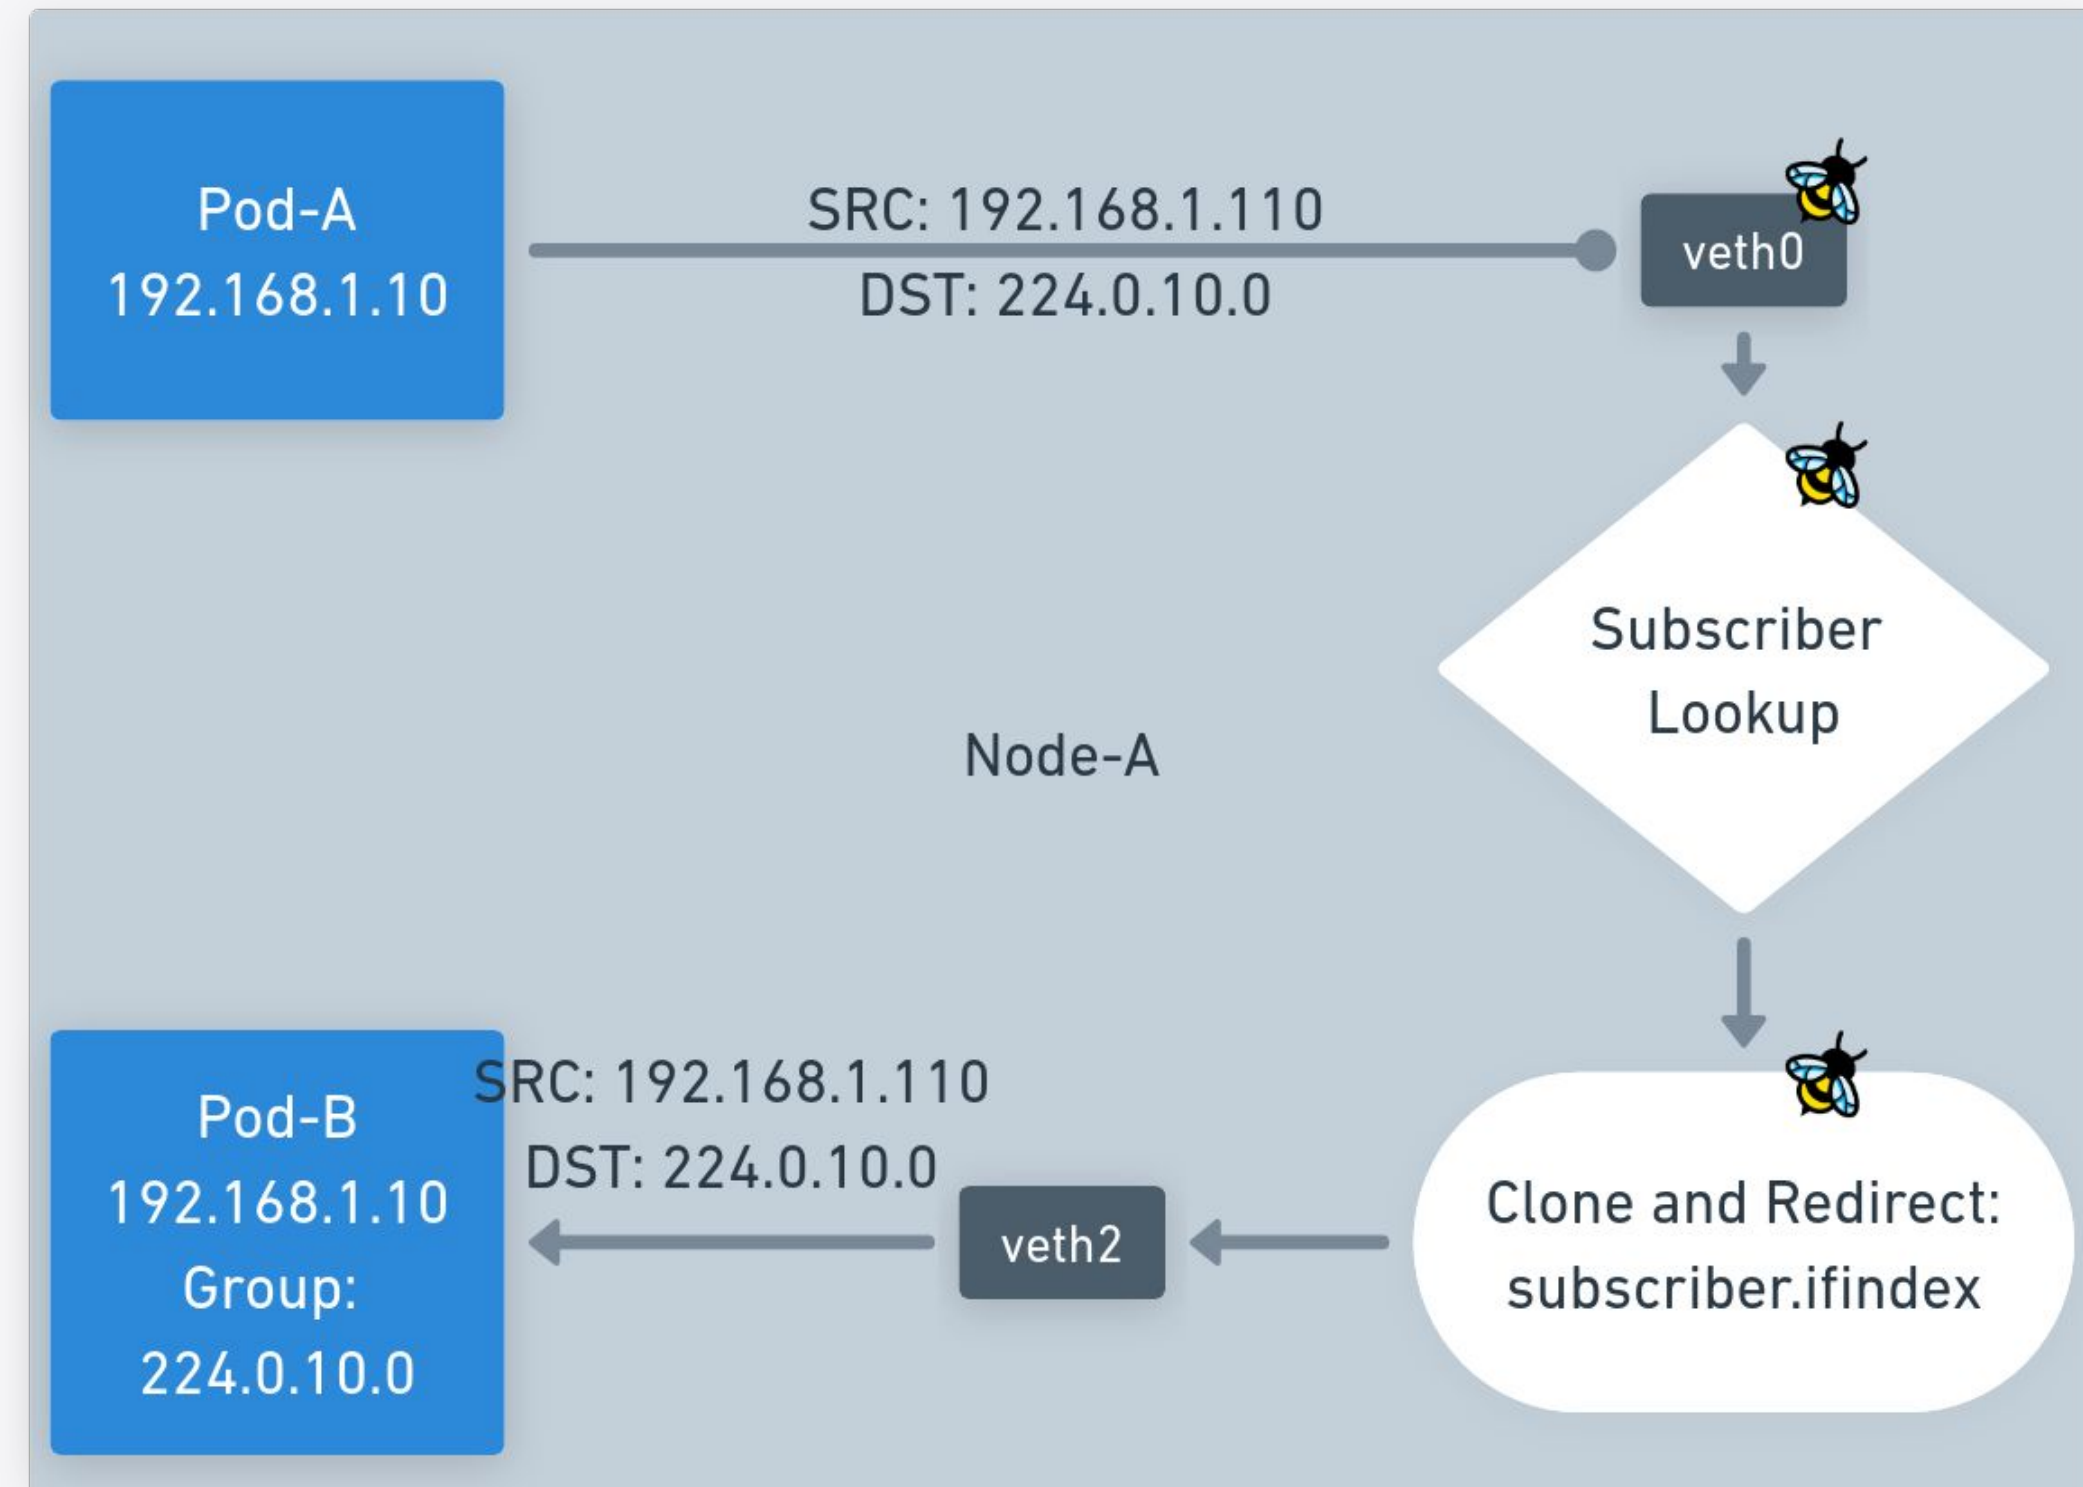 Pod-A
192.168.1.10
SRC: 192.168.1.110
DST: 224.0.10.0
veth0
Subscriber
Lookup
Node-A
Pod-B
192.168.1.10
Group:
224.0.10.0
SRC: 192.168.1.110
DST: 224.0.10.0
veth2
Clone and Redirect:
subscriber.ifindex